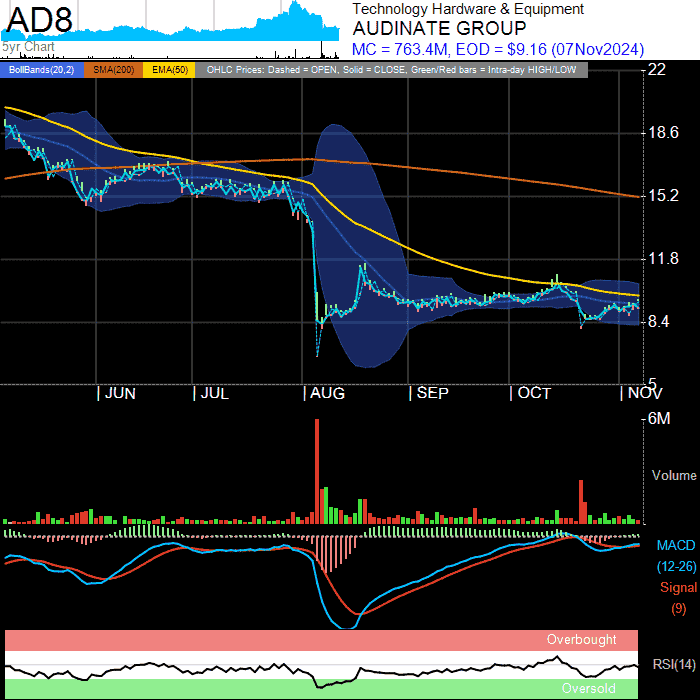 AD8
5yr Chart
Technology Hardware & Equipment
AUDINATE GROUP
MC = 763.4M, EOD = $9.16 (07Nov2024)
BollBands(20,2) SMA(200) EMA(50) OHLC Prices: Dashed = OPEN, Solid = CLOSE, Green/Red bars = Intra-day HIGH/LOW
22
18.6
15.2
11.8
8.4
5
JUN JUL AUG SEP OCT NOV
6M
Volume
MACD
(12-26)
Signal
(9)
Overbought
RSI(14)
Oversold